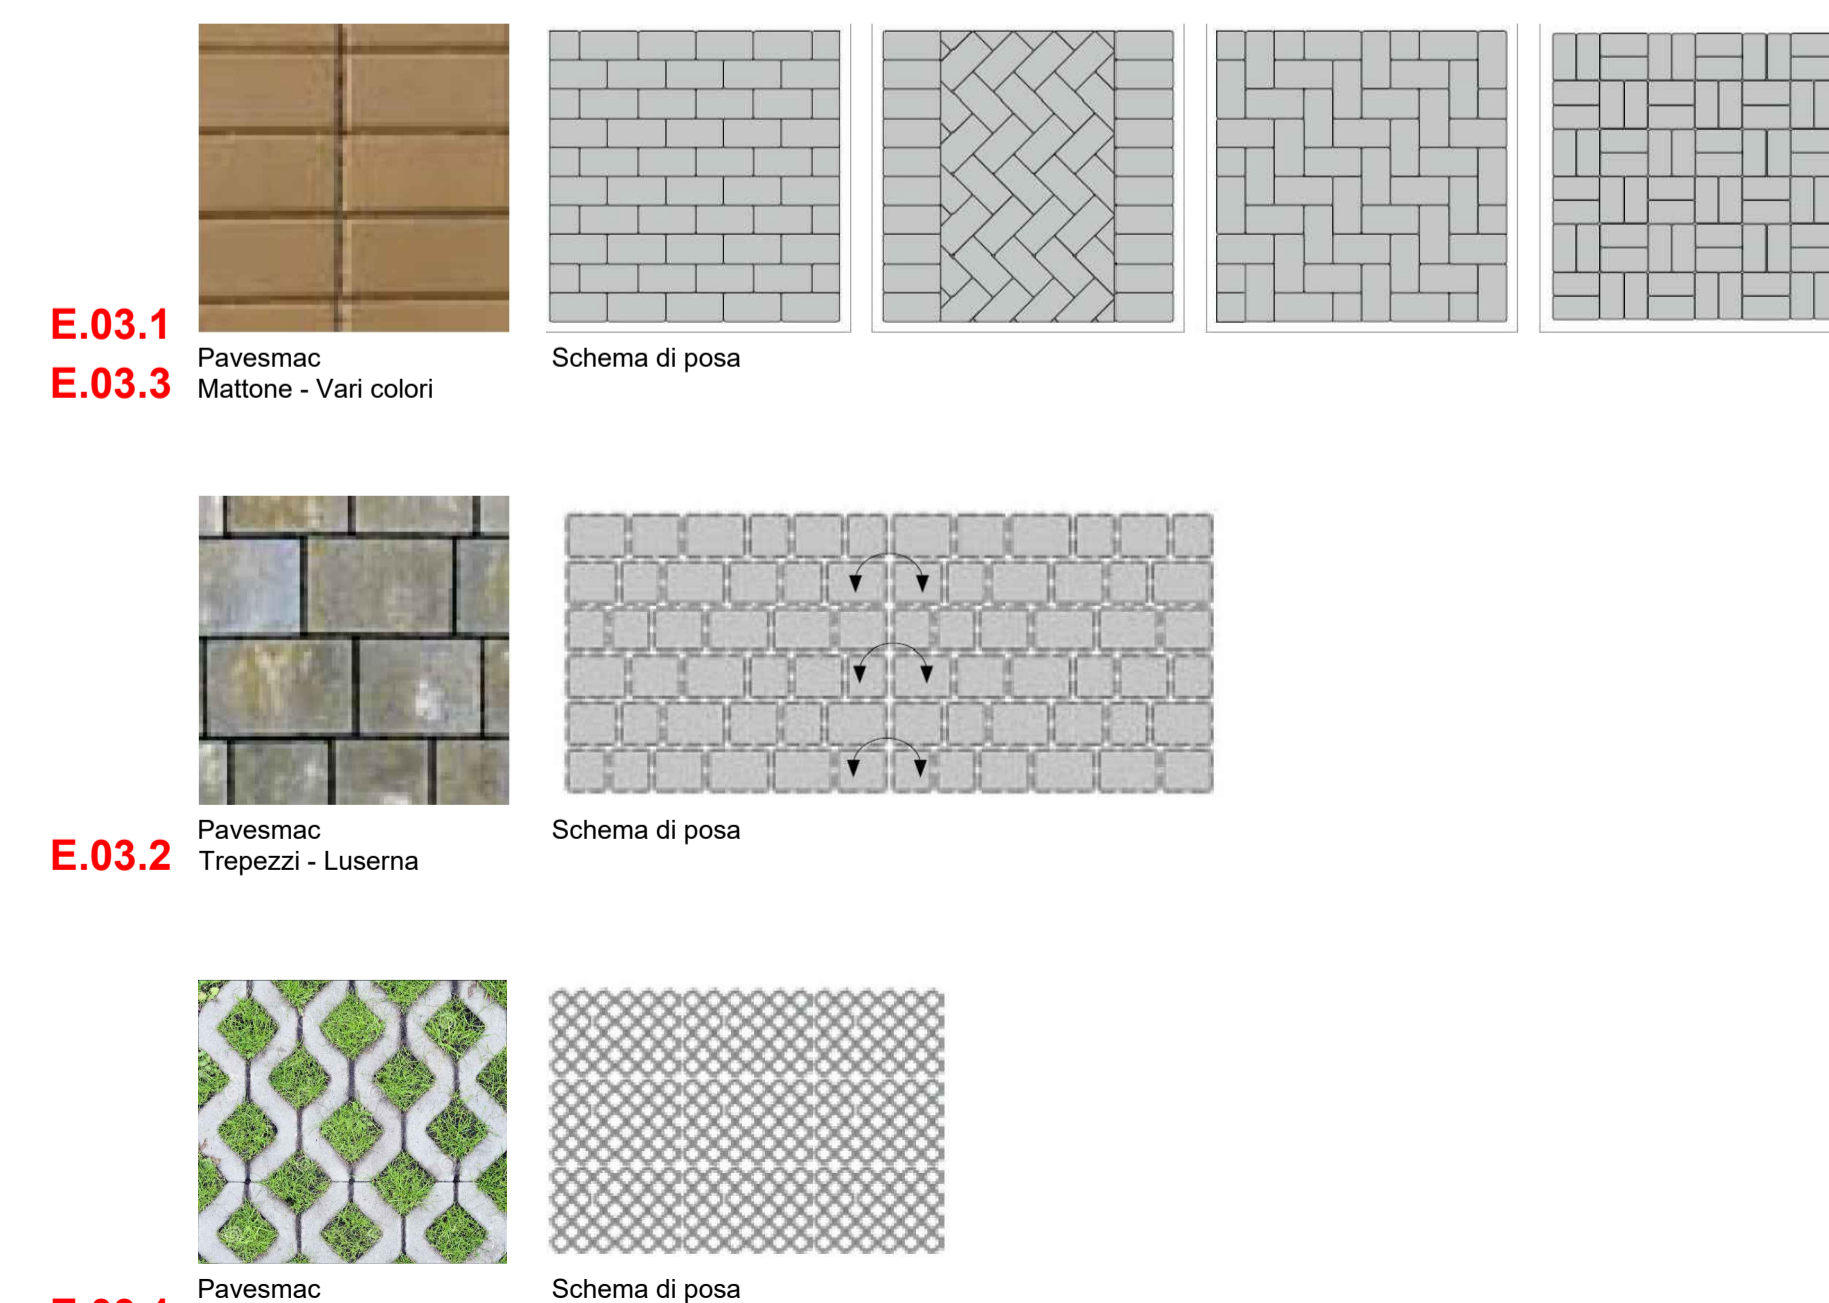 E.03.1
Pavesmac
Schema di posa
E.03.3
Mattone - Vari colori
Pavesmac
Schema di posa
E.03.2
Trepezzi - Luserna
Pavesmac
Schema di posa